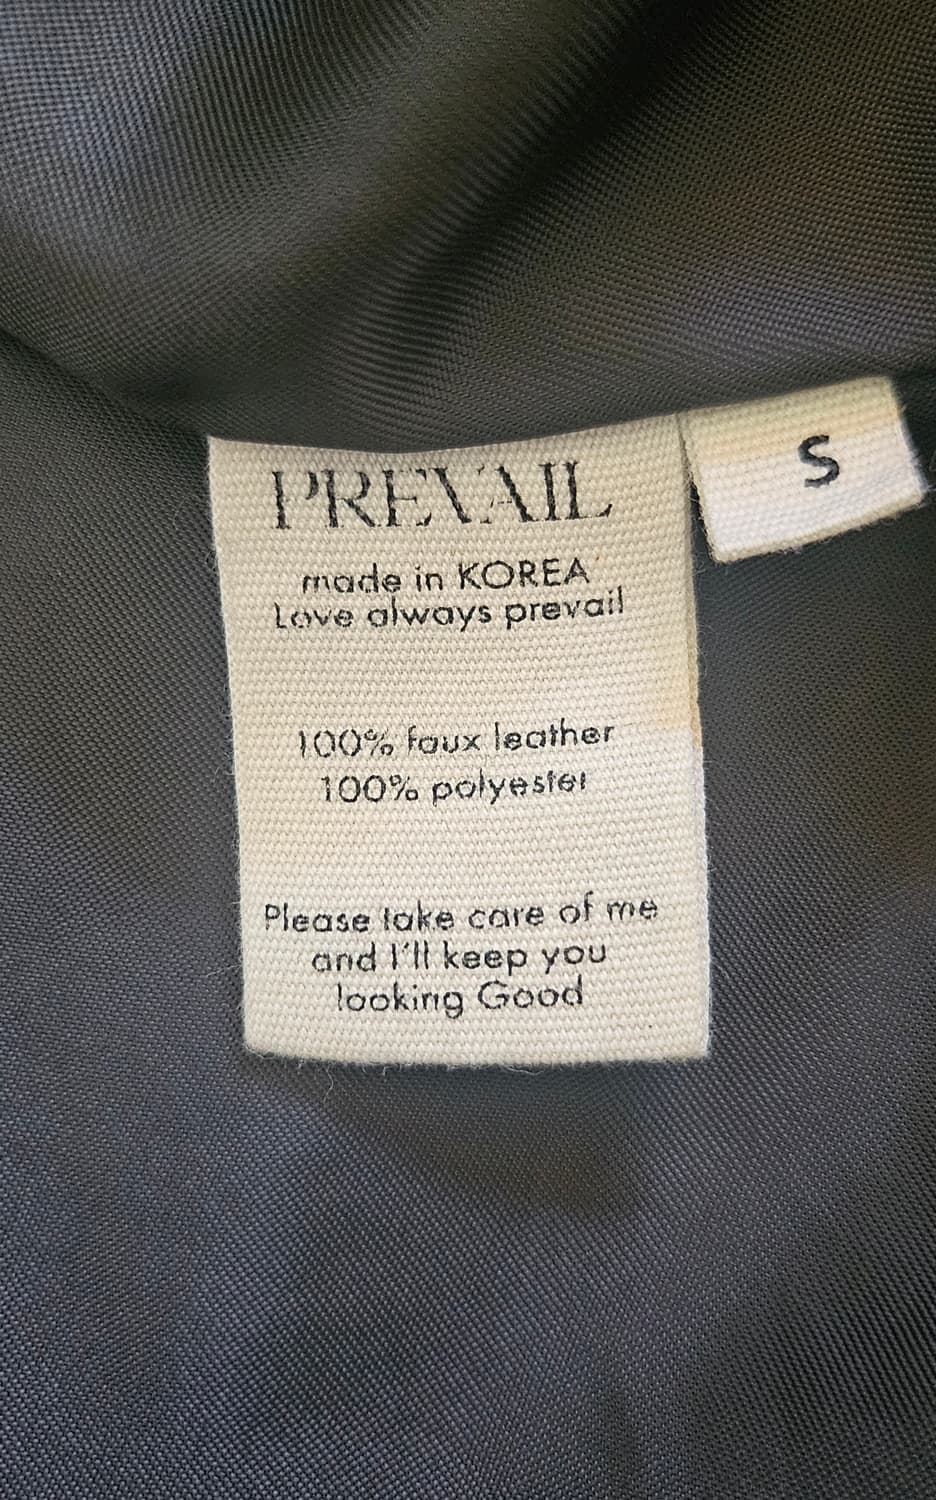 PREVAIL
S
made in KOREA
Love always prevail
100% faux leather
100% polyester
Please take care of me
and I'll keep you
looking Good